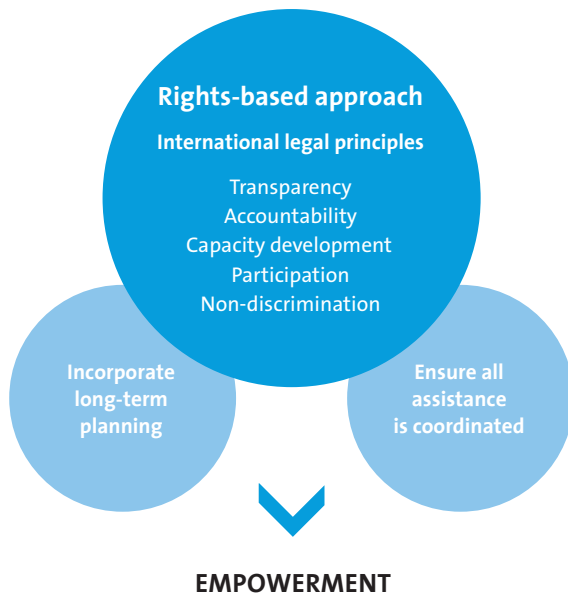 Rights-based approach
International legal principles
Transparency
Accountability
Capacity development
Participation
Non-discrimination
Incorporate
long-term
planning
Ensure all
assistance
is coordinated
EMPOWERMENT